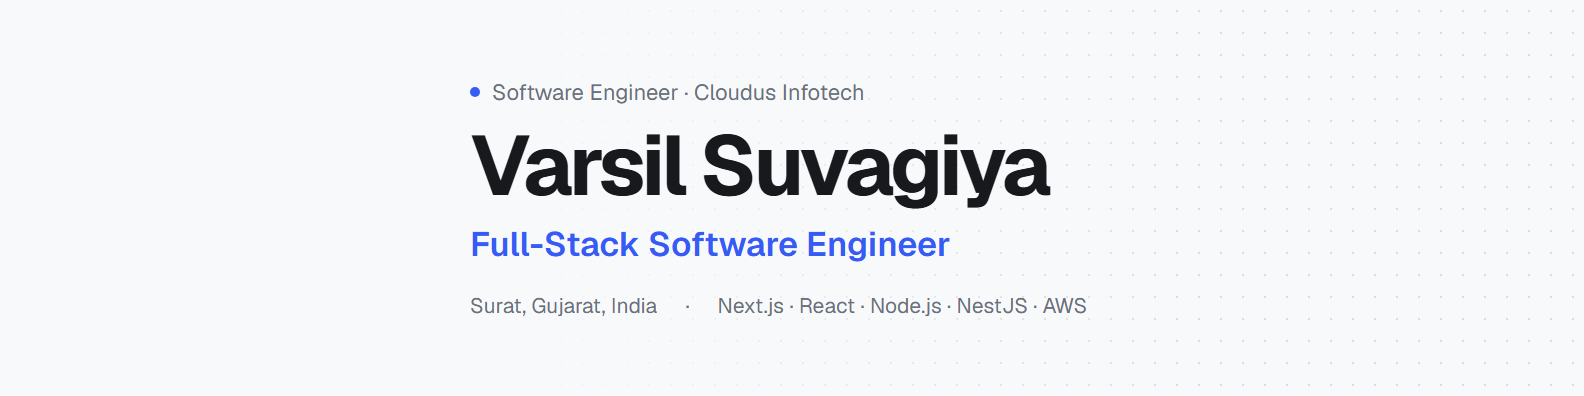 Software Engineer · Cloudus Infotech
Varsil Suvagiya
Full-Stack Software Engineer
Surat, Gujarat, India · Next.js · React · Node.js · NestJS · AWS